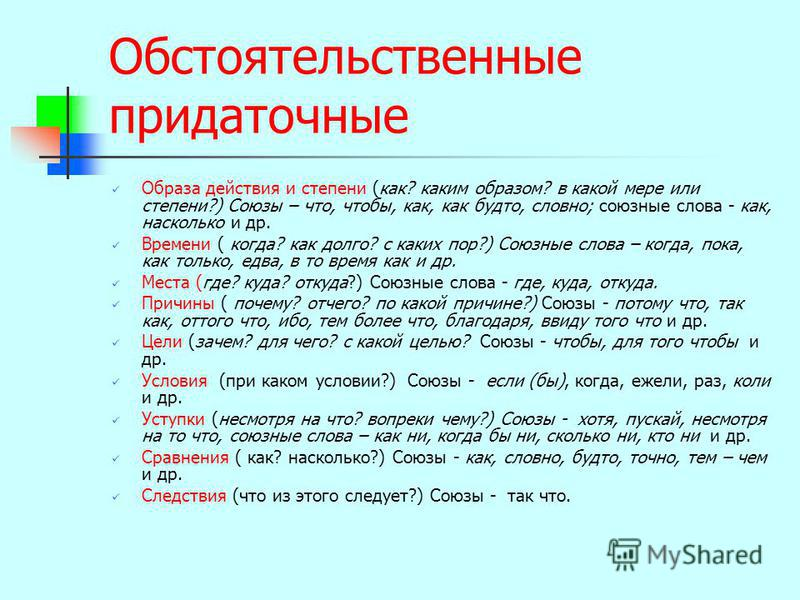 Обстоятельственные
придаточные
Образа действия и степени (как? каким образом? в какой мере или
степени?) Союзы – что, чтобы, как, как будто, словно; союзные слова - как,
насколько и др.
Времени ( когда? как долго? с каких пор?) Союзные слова – когда, пока,
как только, едва, в то время как и др.
Места (где? куда? откуда?) Союзные слова - где, куда, откуда.
Причины ( почему? отчего? по какой причине?) Союзы - потому что, так
как, оттого что, ибо, тем более что, благодаря, ввиду того что и др.
Цели (зачем? для чего? с какой целью? Союзы - чтобы, для того чтобы и
др.
Условия (при каком условии?) Союзы - если (бы), когда, ежели, раз, коли
и др.
Уступки (несмотря на что? вопреки чему?) Союзы - хотя, пускай, несмотря
на то что, союзные слова – как ни, когда бы ни, сколько ни, кто ни и др.
Сравнения ( как? насколько?) Союзы - как, словно, будто, точно, тем – чем
и др.
Следствия (что из этого следует?) Союзы - так что.
MyShared